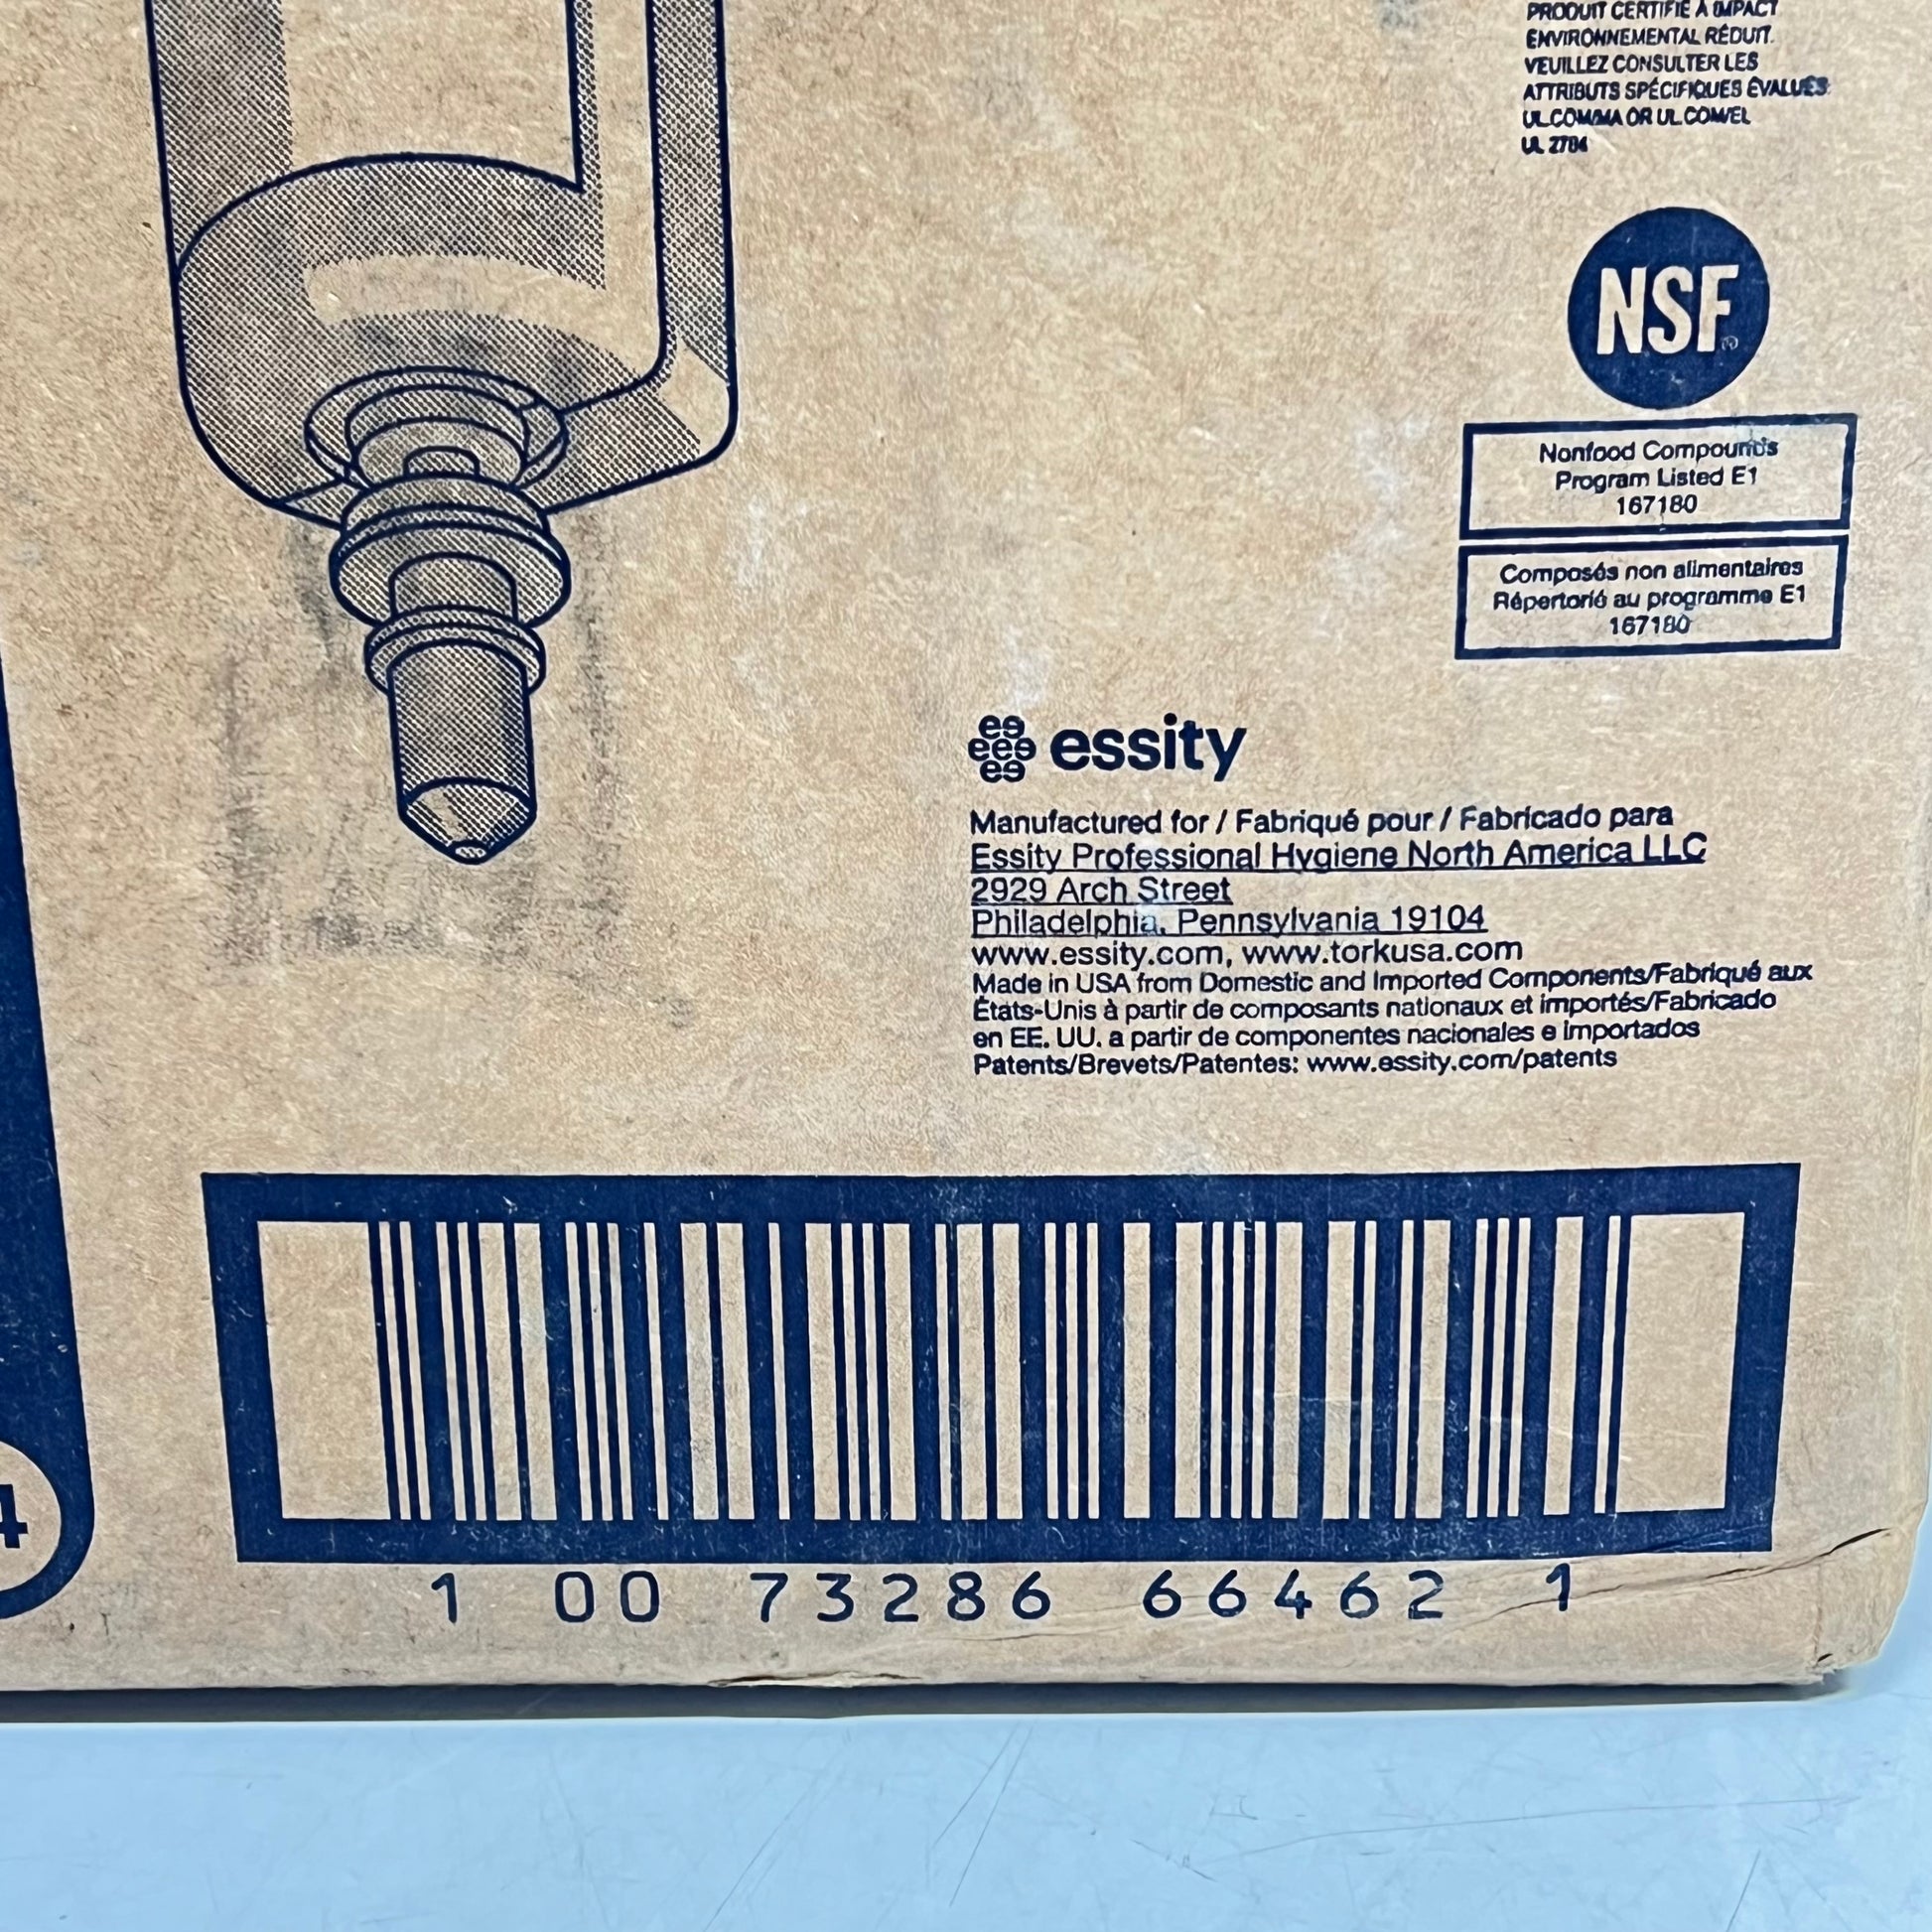 PRODUIT CERTIFIÉ À IMPACT
ENVIRONNEMENTAL RÉDUIT.
VEUILLEZ CONSULTER LES
ATTRIBUTS SPÉCIFIQUES ÉVALUÉS:
UL.COM/CA OR UL.COM/EL
UL 2784
NSF
Nonfood Compounds
Program Listed E1
167180
Composés non alimentaires
Répertorié au programme E1
167180
essity
Manufactured for / Fabriqué pour / Fabricado para
Essity Professional Hygiene North America LLC
2929 Arch Street
Philadelphia, Pennsylvania 19104
www.essity.com, www.torkusa.com
Made in USA from Domestic and Imported Components/Fabriqué aux
États-Unis à partir de composants nationaux et importés/Fabricado
en EE. UU. a partir de componentes nacionales e importados
Patents/Brevets/Patentes: www.essity.com/patents
4
1 00 73286 66462 1